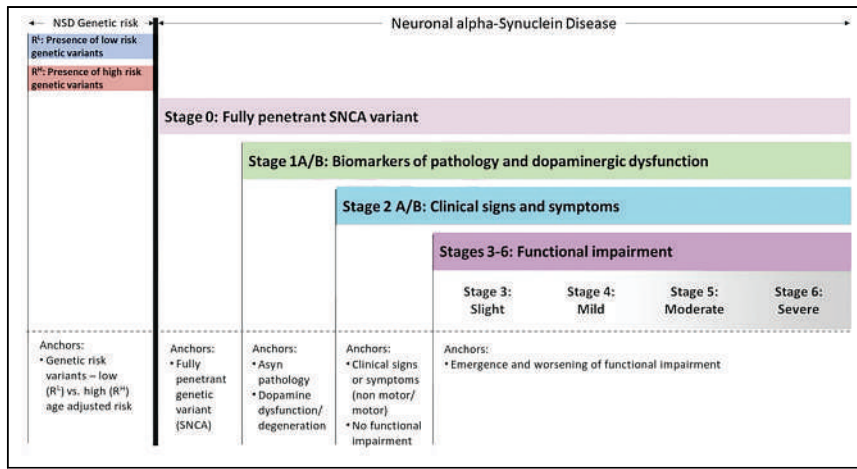 NSD Genetic risk
Neuronal alpha-Synuclein Disease
Rᴸ: Presence of low risk
genetic variants
Rᴴ: Presence of high risk
genetic variants
Stage 0: Fully penetrant SNCA variant
Stage 1A/B: Biomarkers of pathology and dopaminergic dysfunction
Stage 2 A/B: Clinical signs and symptoms
Stages 3-6: Functional impairment
Stage 3:
Slight
Stage 4:
Mild
Stage 5:
Moderate
Stage 6:
Severe
Anchors:
• Genetic risk
variants – low
(Rᴸ) vs. high (Rᴴ)
age adjusted risk
Anchors:
• Fully
penetrant
genetic
variant
(SNCA)
Anchors:
• Asyn
pathology
• Dopamine
dysfunction/
degeneration
Anchors:
• Clinical signs
or symptoms
(non motor/
motor)
• No functional
impairment
Anchors:
• Emergence and worsening of functional impairment